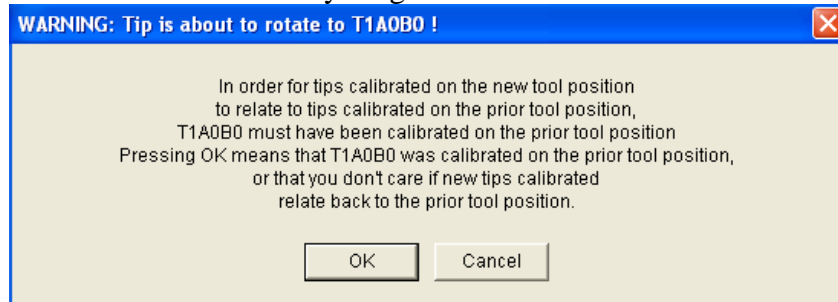 WARNING: Tip is about to rotate to T1A0B0 !
In order for tips calibrated on the new tool position
to relate to tips calibrated on the prior tool position,
T1A0B0 must have been calibrated on the prior tool position
Pressing OK means that T1A0B0 was calibrated on the prior tool position,
or that you don't care if new tips calibrated
relate back to the prior tool position.
OK Cancel